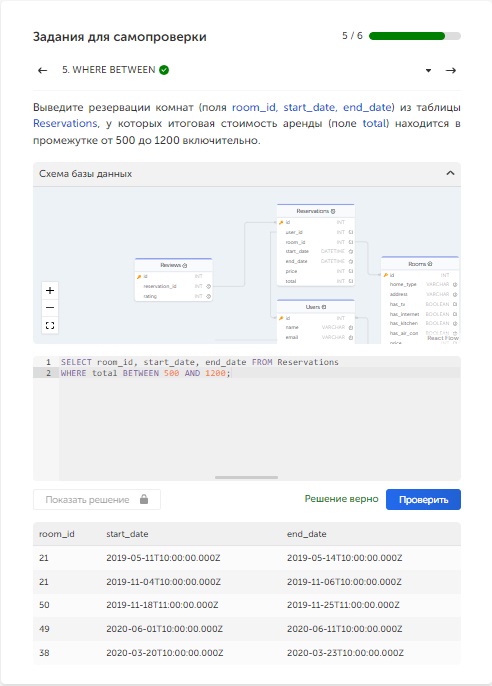 Задания для самопроверки
5 / 6
5. WHERE BETWEEN
Выведите резервации комнат (поля room_id, start_date, end_date) из таблицы
Reservations, у которых итоговая стоимость аренды (поле total) находится в
промежутке от 500 до 1200 включительно.
Схема базы данных
Reservations
id INT
user_id INT
room_id INT
start_date DATETIME
end_date DATETIME
price INT
total INT
Reviews
id INT
reservation_id INT
rating INT
Rooms
id INT
home_type VARCHAR
address VARCHAR
has_tv BOOLEAN
has_internet BOOLEAN
has_kitchen BOOLEAN
has_air_con BOOLEAN
price
Users
id INT
name VARCHAR
email VARCHAR
React Flow
1 SELECT room_id, start_date, end_date FROM Reservations
2 WHERE total BETWEEN 500 AND 1200;
Показать решение
Решение верно
Проверить
room_id start_date end_date
21 2019-05-11T10:00:00.000Z 2019-05-14T10:00:00.000Z
21 2019-11-04T10:00:00.000Z 2019-11-06T10:00:00.000Z
50 2019-11-18T11:00:00.000Z 2019-11-25T11:00:00.000Z
49 2020-06-01T10:00:00.000Z 2020-06-11T10:00:00.000Z
38 2020-03-20T10:00:00.000Z 2020-03-23T10:00:00.000Z